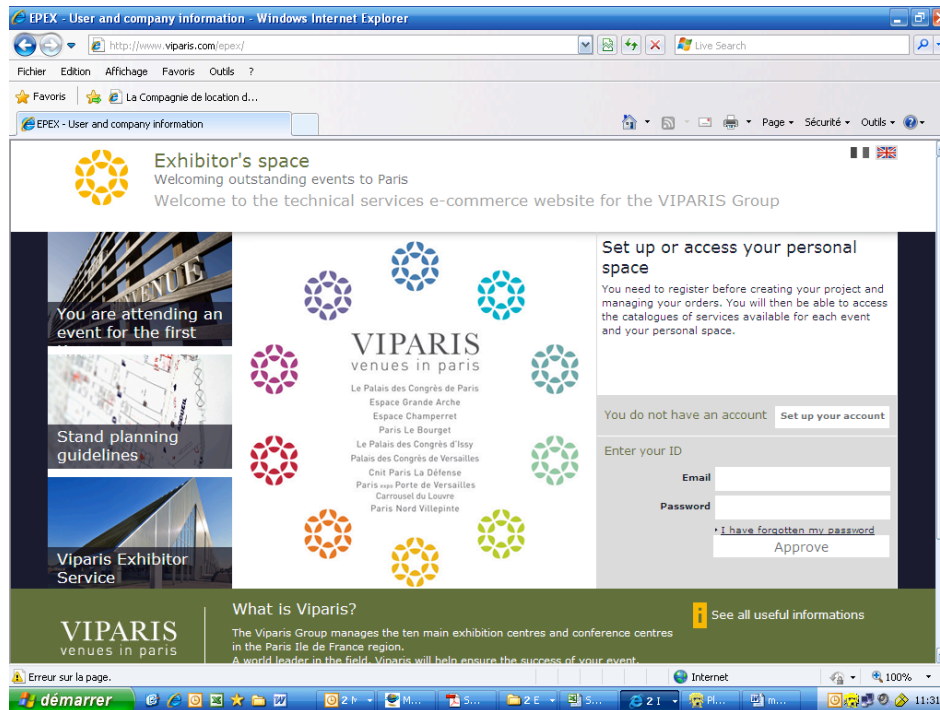 EPEX - User and company information - Windows Internet Explorer
http://www.viparis.com/epex/
Live Search
Fichier Edition Affichage Favoris Outils ?
Favoris La Compagnie de location d...
EPEX - User and company information
Page Sécurité Outils
Exhibitor's space
Welcoming outstanding events to Paris
Welcome to the technical services e-commerce website for the VIPARIS Group
You are attending an
event for the first
Stand planning
guidelines
Viparis Exhibitor
Service
VIPARIS
venues in paris
Le Palais des Congrès de Paris
Espace Grande Arche
Espace Champerret
Paris Le Bourget
Le Palais des Congrès d'Issy
Palais des Congrès de Versailles
Cnit Paris La Défense
Paris expo Porte de Versailles
Carrousel du Louvre
Paris Nord Villepinte
Set up or access your personal
space
You need to register before creating your project and
managing your orders. You will then be able to access
the catalogues of services available for each event
and your personal space.
You do not have an account Set up your account
Enter your ID
Email
Password
I have forgotten my password
Approve
VIPARIS
venues in paris
What is Viparis?
The Viparis Group manages the ten main exhibition centres and conference centres
in the Paris Ile de France region.
A world leader in the field, Viparis will help ensure the success of your event.
i See all useful informations
Erreur sur la page. Internet 100%
démarrer 2 M... S... 2 E S... 2 I Pl... m... 11:31